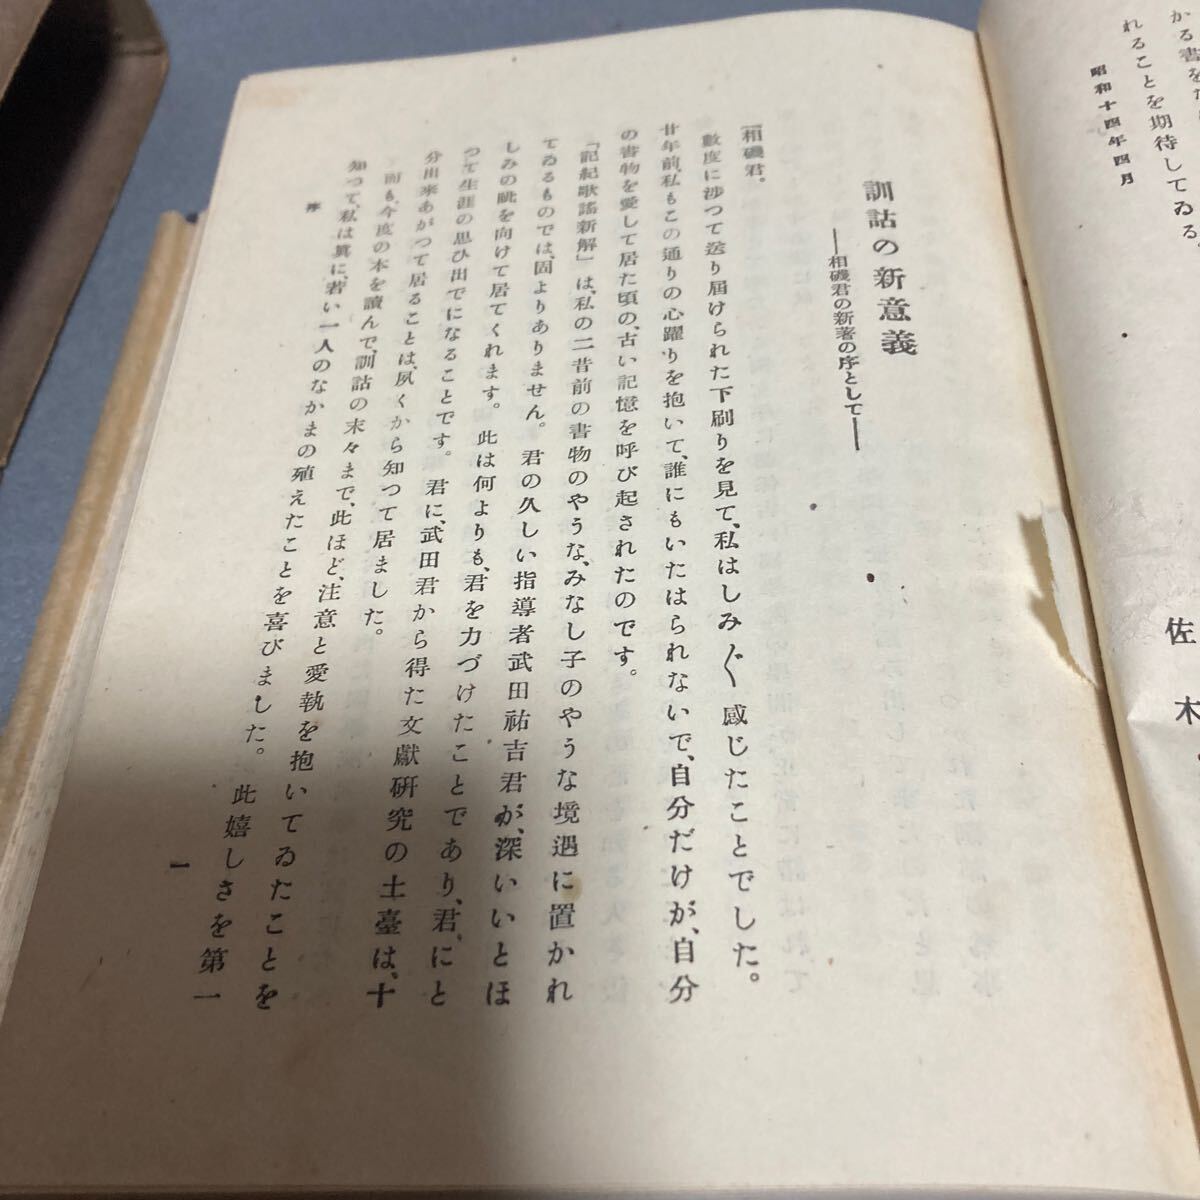 かる書を
れることを期待してゐる
昭和十四年四月
佐
木
訓詁の新意義
――相磯君の新著の序として――
相磯君。
數度に渉つて送り届けられた下刷りを見て、私はしみ〴〵感じたことでした。
廿年前、私もこの通りの心躍りを抱いて、誰にもいたはられないで、自分だけが、自分
の書物を愛して居た頃の、古い記憶を呼び起されたのです。
「記紀歌謠新解」は、私の二昔前の書物のやうな、みなし子のやうな境遇に置かれ
てゐるものでは、固よりありません。君の久しい指導者武田祐吉君が、深いいとほ
しみの眦を向けて居てくれます。此は何よりも、君を力づけたことであり、君にと
つて生涯の思ひ出でになることです。君に、武田君から得た文獻研究の土臺は、十
分出來あがつて居ることは、夙くから知つて居ました。
而も、今度の本を讀んで、訓詁の末々まで、此ほど、注意と愛執を抱いてゐたことを
知つて、私は眞に、若い一人のなかまの殖えたことを喜びました。此嬉しさを第一
序
一